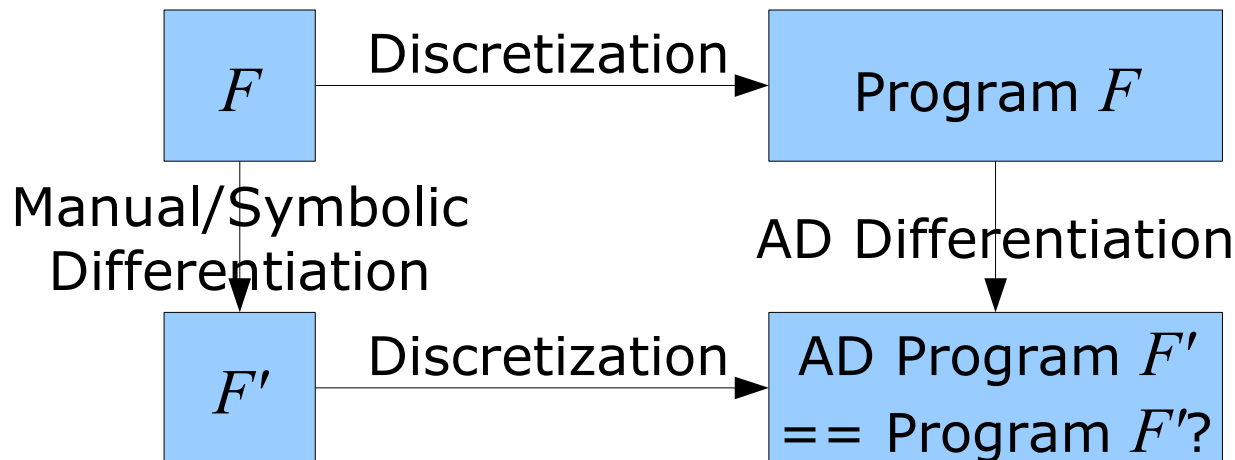 F
Discretization
Program F
Manual/Symbolic
Differentiation
AD Differentiation
F'
Discretization
AD Program F'
== Program F'?